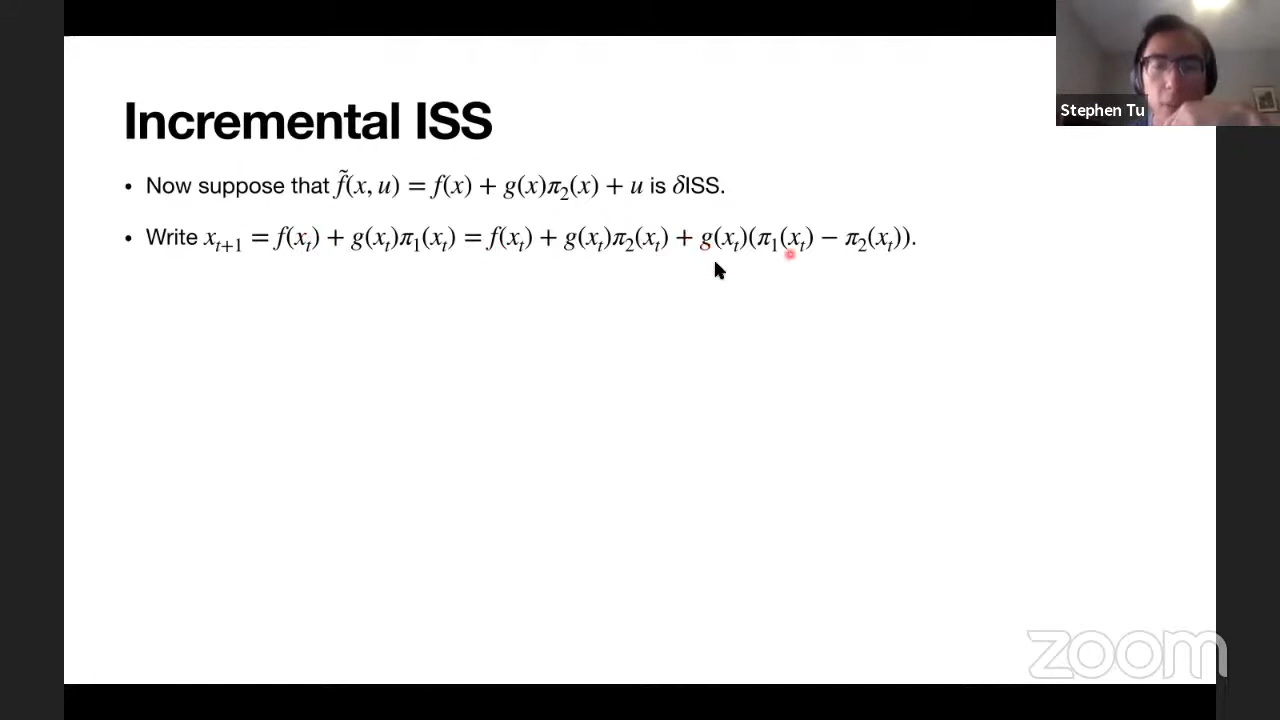 Stephen Tu
Incremental ISS
• Now suppose that f̃(x, u) = f(x) + g(x)π₂(x) + u is δISS.
• Write xₜ₊₁ = f(xₜ) + g(xₜ)π₁(xₜ) = f(xₜ) + g(xₜ)π₂(xₜ) + g(xₜ)(π₁(xₜ) − π₂(xₜ)).
zoom